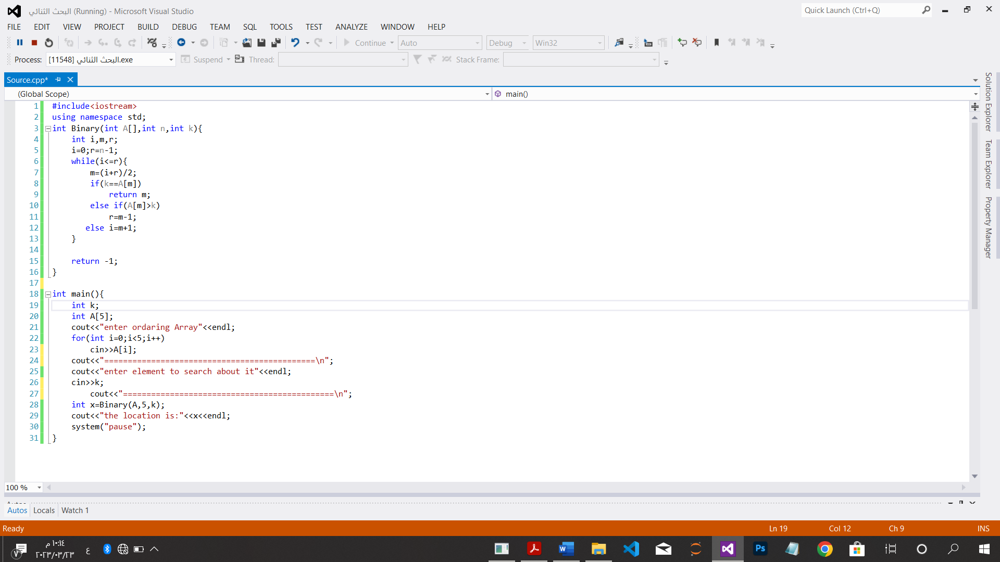 البحث الثنائي (Running) - Microsoft Visual Studio
Quick Launch (Ctrl+Q)
FILE EDIT VIEW PROJECT BUILD DEBUG TEAM SQL TOOLS TEST ANALYZE WINDOW HELP
Continue Auto Debug Win32
Process: [11548] البحث الثنائي.exe Suspend Thread: Stack Frame:
Source.cpp*
(Global Scope) main()
1 #include<iostream>
2 using namespace std;
3 int Binary(int A[],int n,int k){
4 int i,m,r;
5 i=0;r=n-1;
6 while(i<=r){
7 m=(i+r)/2;
8 if(k==A[m])
9 return m;
10 else if(A[m]>k)
11 r=m-1;
12 else i=m+1;
13 }
14
15 return -1;
16 }
17
18 int main(){
19 int k;
20 int A[5];
21 cout<<"enter ordaring Array"<<endl;
22 for(int i=0;i<5;i++)
23 cin>>A[i];
24 cout<<"=============================================\n";
25 cout<<"enter element to search about it"<<endl;
26 cin>>k;
27 cout<<"=============================================\n";
28 int x=Binary(A,5,k);
29 cout<<"the location is:"<<x<<endl;
30 system("pause");
31 }
Solution Explorer
Team Explorer
Property Manager
100 %
Autos
Autos Locals Watch 1
Ready Ln 19 Col 12 Ch 9 INS
٧
١٠:١٤ م
٢٠٢٣/٠٣/٢٣
ع
W
Ps